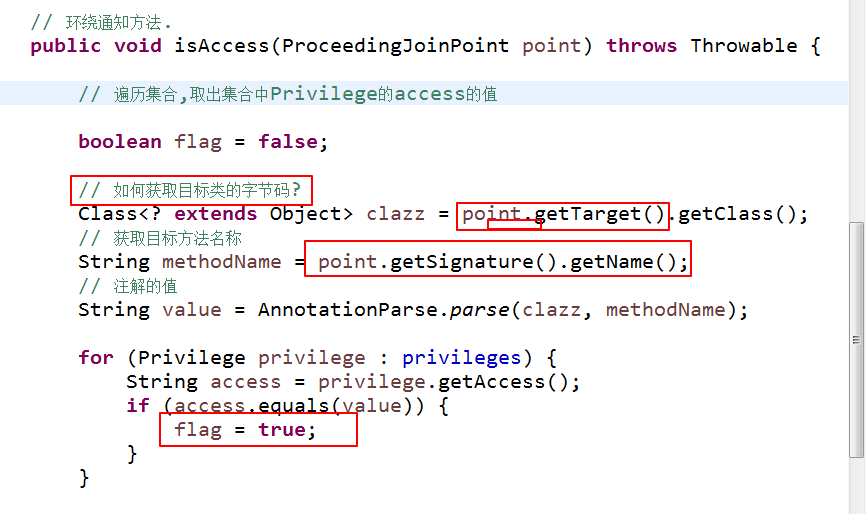 // 环绕通知方法.
public void isAccess(ProceedingJoinPoint point) throws Throwable {
// 遍历集合,取出集合中Privilege的access的值
boolean flag = false;
// 如何获取目标类的字节码?
Class<? extends Object> clazz = point.getTarget().getClass();
// 获取目标方法名称
String methodName = point.getSignature().getName();
// 注解的值
String value = AnnotationParse.parse(clazz, methodName);
for (Privilege privilege : privileges) {
String access = privilege.getAccess();
if (access.equals(value)) {
flag = true;
}
}